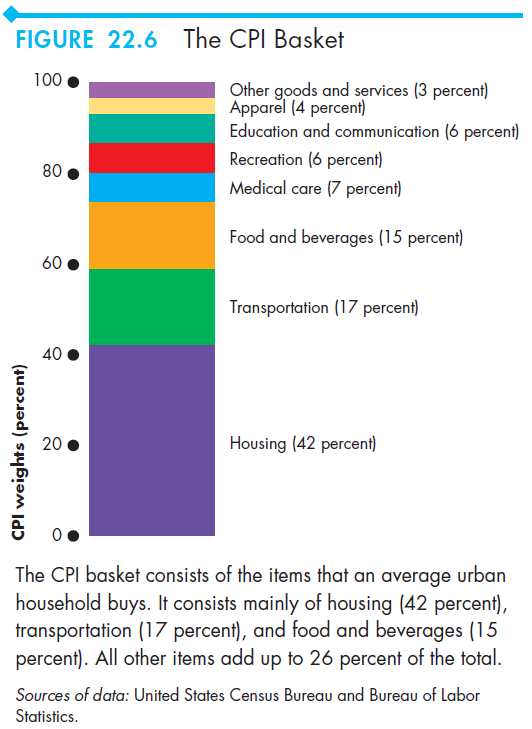 FIGURE 22.6 The CPI Basket
100
Other goods and services (3 percent)
Apparel (4 percent)
Education and communication (6 percent)
Recreation (6 percent)
80
Medical care (7 percent)
Food and beverages (15 percent)
60
Transportation (17 percent)
40
CPI weights (percent)
20
Housing (42 percent)
0
The CPI basket consists of the items that an average urban
household buys. It consists mainly of housing (42 percent),
transportation (17 percent), and food and beverages (15
percent). All other items add up to 26 percent of the total.
Sources of data: United States Census Bureau and Bureau of Labor
Statistics.